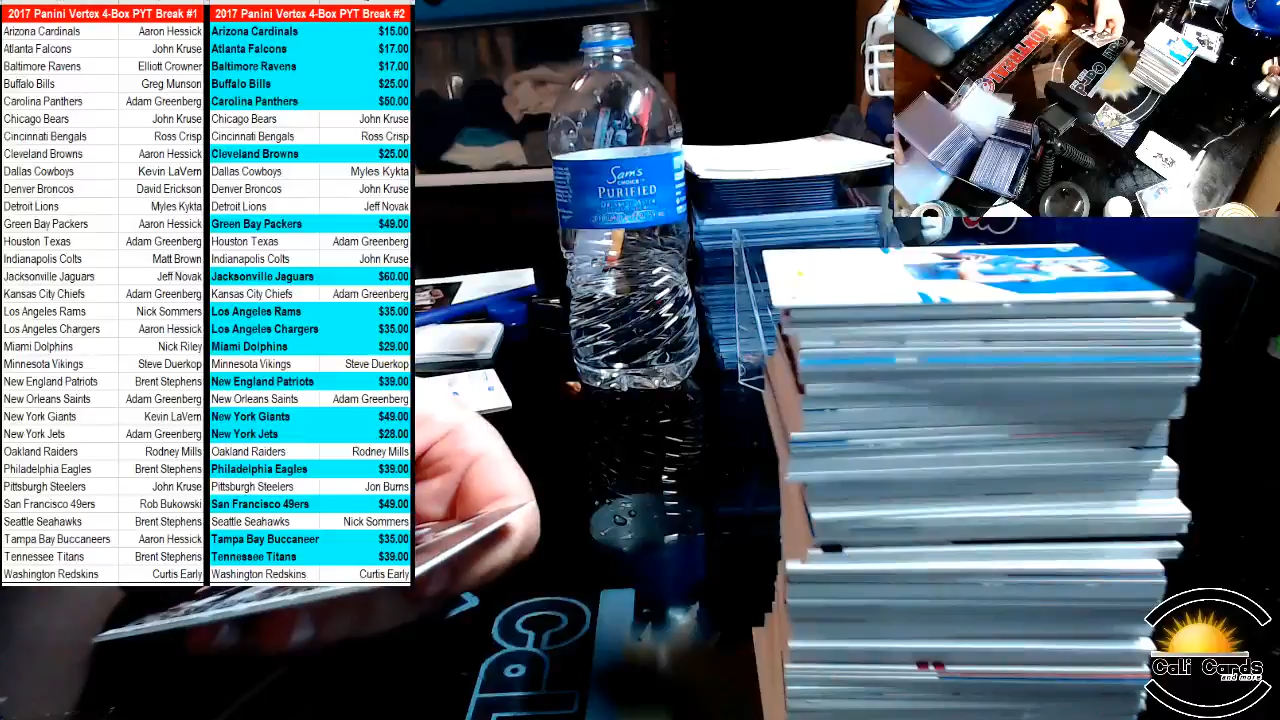 2017 Panini Vertex 4-Box PYT Break #1 2017 Panini Vertex 4-Box PYT Break #2
Arizona Cardinals Aaron Hessick Arizona Cardinals $15.00
Atlanta Falcons John Kruse Atlanta Falcons $17.00
Baltimore Ravens Elliott Crowner Baltimore Ravens $17.00
Buffalo Bills Greg Munson Buffalo Bills $25.00
Carolina Panthers Adam Greenberg Carolina Panthers $50.00
Chicago Bears John Kruse Chicago Bears John Kruse
Cincinnati Bengals Ross Crisp Cincinnati Bengals Ross Crisp
Cleveland Browns Aaron Hessick Cleveland Browns $25.00
Dallas Cowboys Kevin LaVern Dallas Cowboys Myles Kykta
Denver Broncos David Erickson Denver Broncos John Kruse
Detroit Lions Myles Kykta Detroit Lions Jeff Novak
Green Bay Packers Aaron Hessick Green Bay Packers $49.00
Houston Texas Adam Greenberg Houston Texas Adam Greenberg
Indianapolis Colts Matt Brown Indianapolis Colts John Kruse
Jacksonville Jaguars Jeff Novak Jacksonville Jaguars $60.00
Kansas City Chiefs Adam Greenberg Kansas City Chiefs Adam Greenberg
Los Angeles Rams Nick Sommers Los Angeles Rams $35.00
Los Angeles Chargers Aaron Hessick Los Angeles Chargers $35.00
Miami Dolphins Nick Riley Miami Dolphins $29.00
Minnesota Vikings Steve Duerkop Minnesota Vikings Steve Duerkop
New England Patriots Brent Stephens New England Patriots $39.00
New Orleans Saints Adam Greenberg New Orleans Saints Adam Greenberg
New York Giants Kevin LaVern New York Giants $49.00
New York Jets Adam Greenberg New York Jets $28.00
Oakland Raiders Rodney Mills Oakland Raiders Rodney Mills
Philadelphia Eagles Brent Stephens Philadelphia Eagles $39.00
Pittsburgh Steelers John Kruse Pittsburgh Steelers Jon Burns
San Francisco 49ers Rob Bukowski San Francisco 49ers $49.00
Seattle Seahawks Brent Stephens Seattle Seahawks Nick Sommers
Tampa Bay Buccaneers Aaron Hessick Tampa Bay Buccaneer $35.00
Tennessee Titans Brent Stephens Tennessee Titans $39.00
Washington Redskins Curtis Early Washington Redskins Curtis Early
Sam's
CHOICE
PURIFIED
Cali Cards
and more